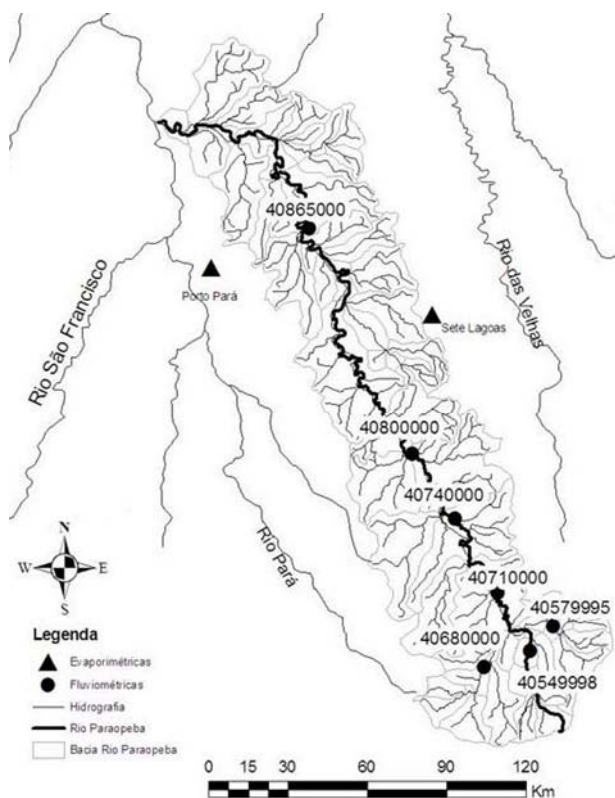 40865000
Porto Pará
Sete Lagoas
Rio São Francisco
Rio das Velhas
40800000
40740000
Rio Pará
40710000
40579995
40680000
40549998
N
W
E
S
Legenda
Evaporimétricas
Fluviométricas
Hidrografia
Rio Paraopeba
Bacia Rio Paraopeba
0 15 30 60 90 120
Km